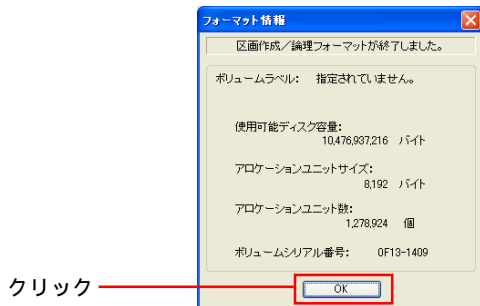 フォーマット情報
区画作成／論理フォーマットが終了しました。
ボリュームラベル： 指定されていません。
使用可能ディスク容量：
10,476,937,216 バイト
アロケーションユニットサイズ：
8,192 バイト
アロケーションユニット数：
1,278,924 個
ボリュームシリアル番号： 0F13-1409
クリック
OK